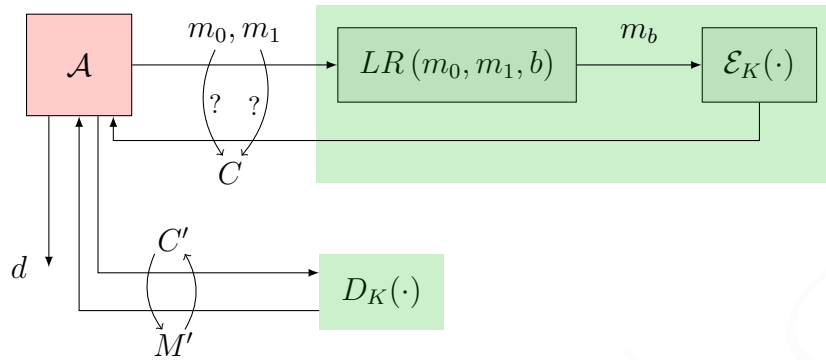 m_0, m_1
m_b
𝒜
LR (m_0, m_1, b)
ℰ_K(·)
? ?
C
C′
d
D_K(·)
M′